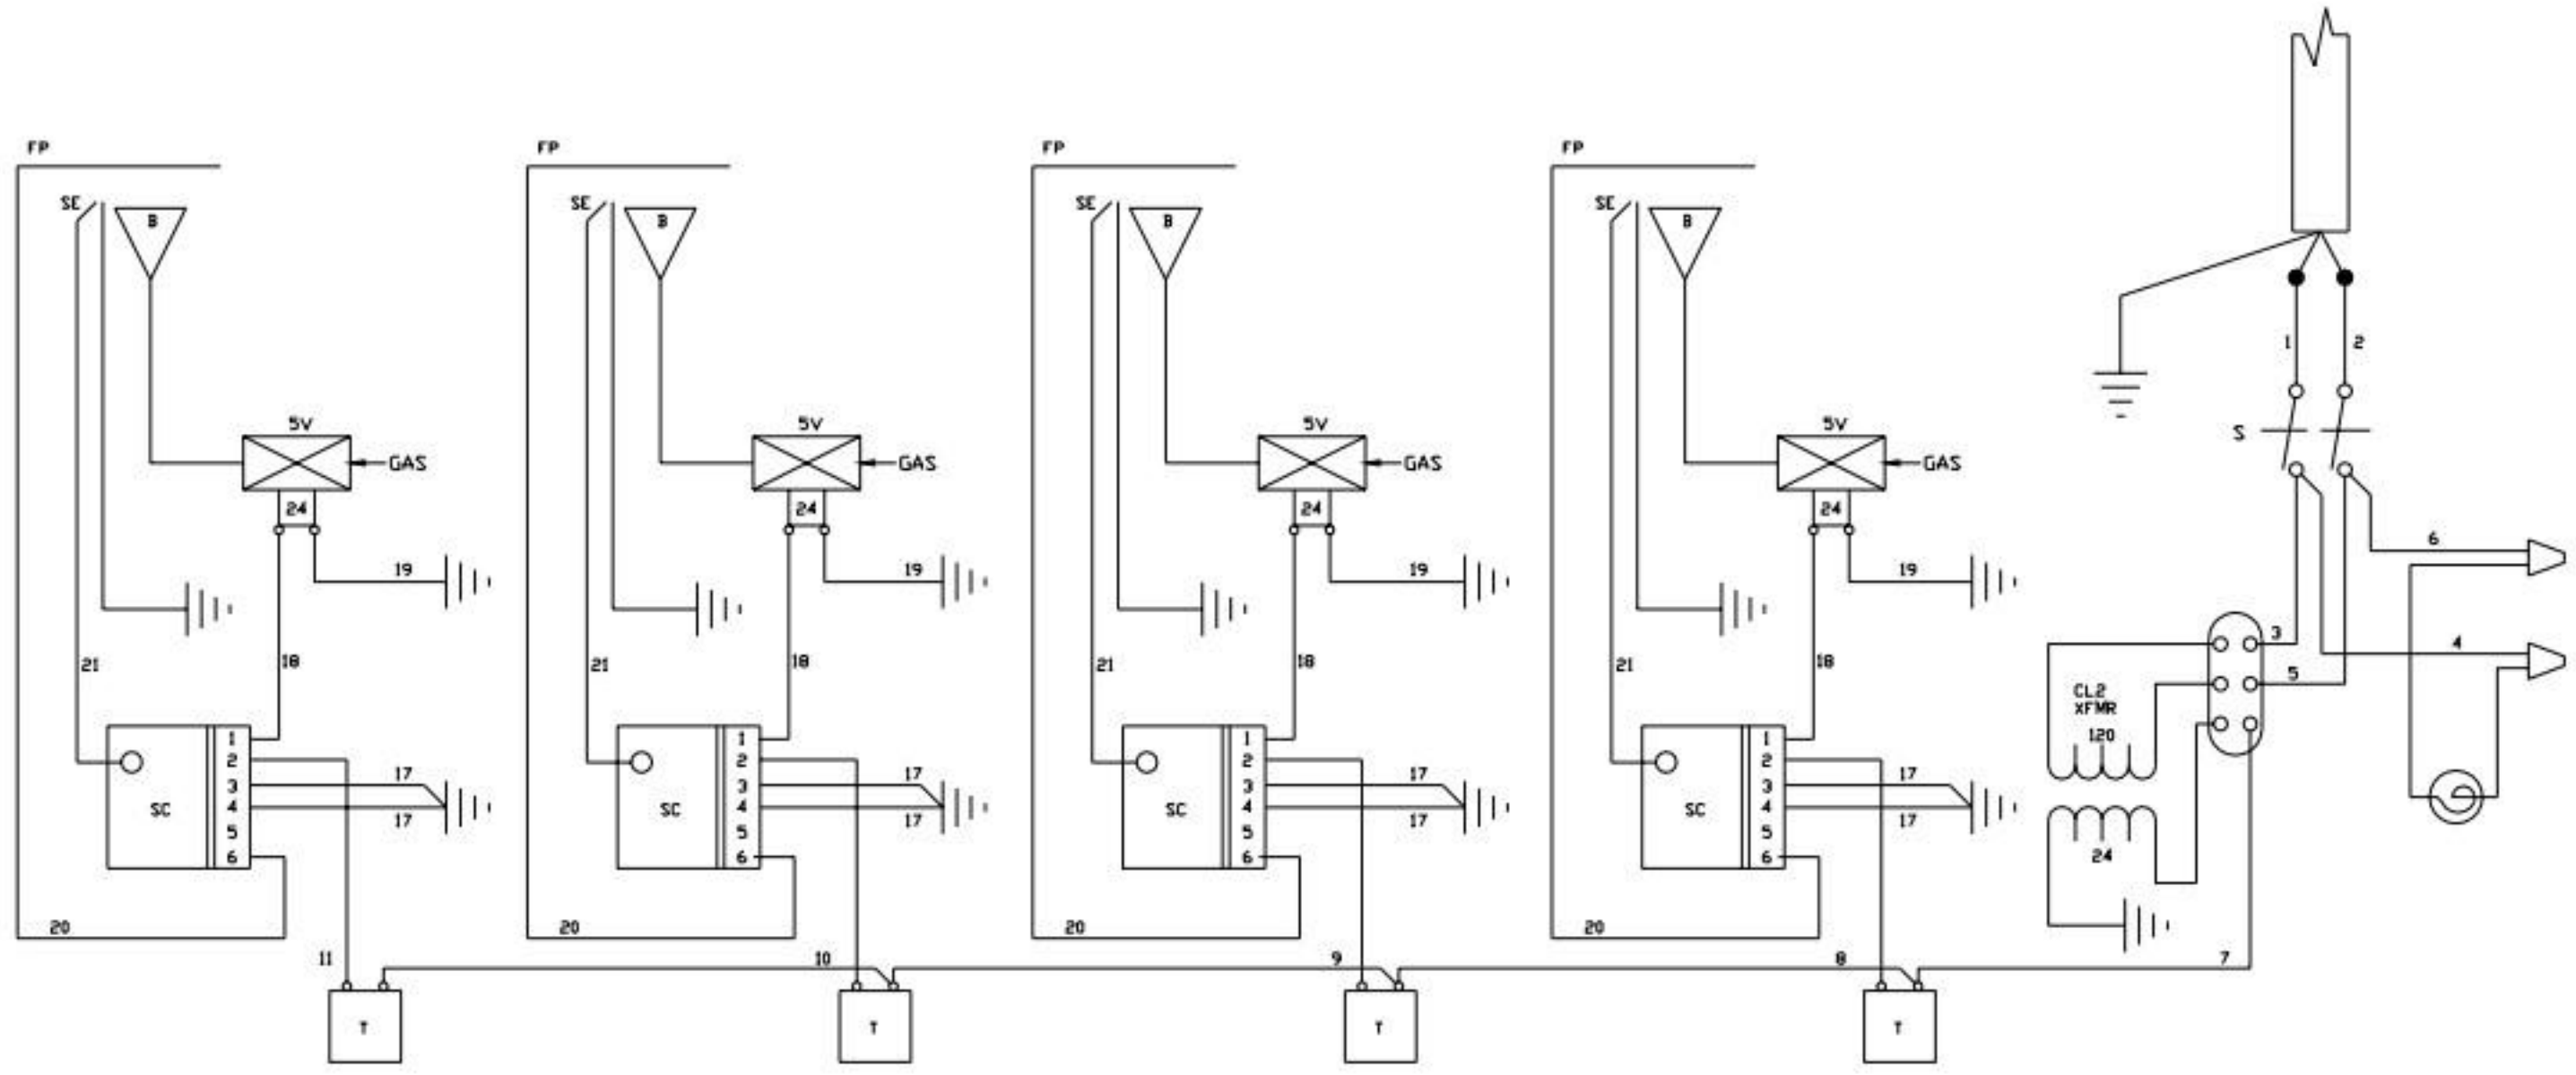 FP FP FP FP
SE B SE B SE B SE B
1 2
5V 5V 5V 5V
S
GAS GAS GAS GAS
24 24 24 24
6
19 19 19 19
3
4
21 18 21 18 21 18 21 18
5
CL2
XFMR
120
1 1 1 1
2 2 2 2
3 17 3 17 3 17 3 17
SC 4 SC 4 SC 4 SC 4
17 17 17 17
5 5 5 5
6 6 6 6
24
20 20 20 20
11 10 9 8 7
T T T T